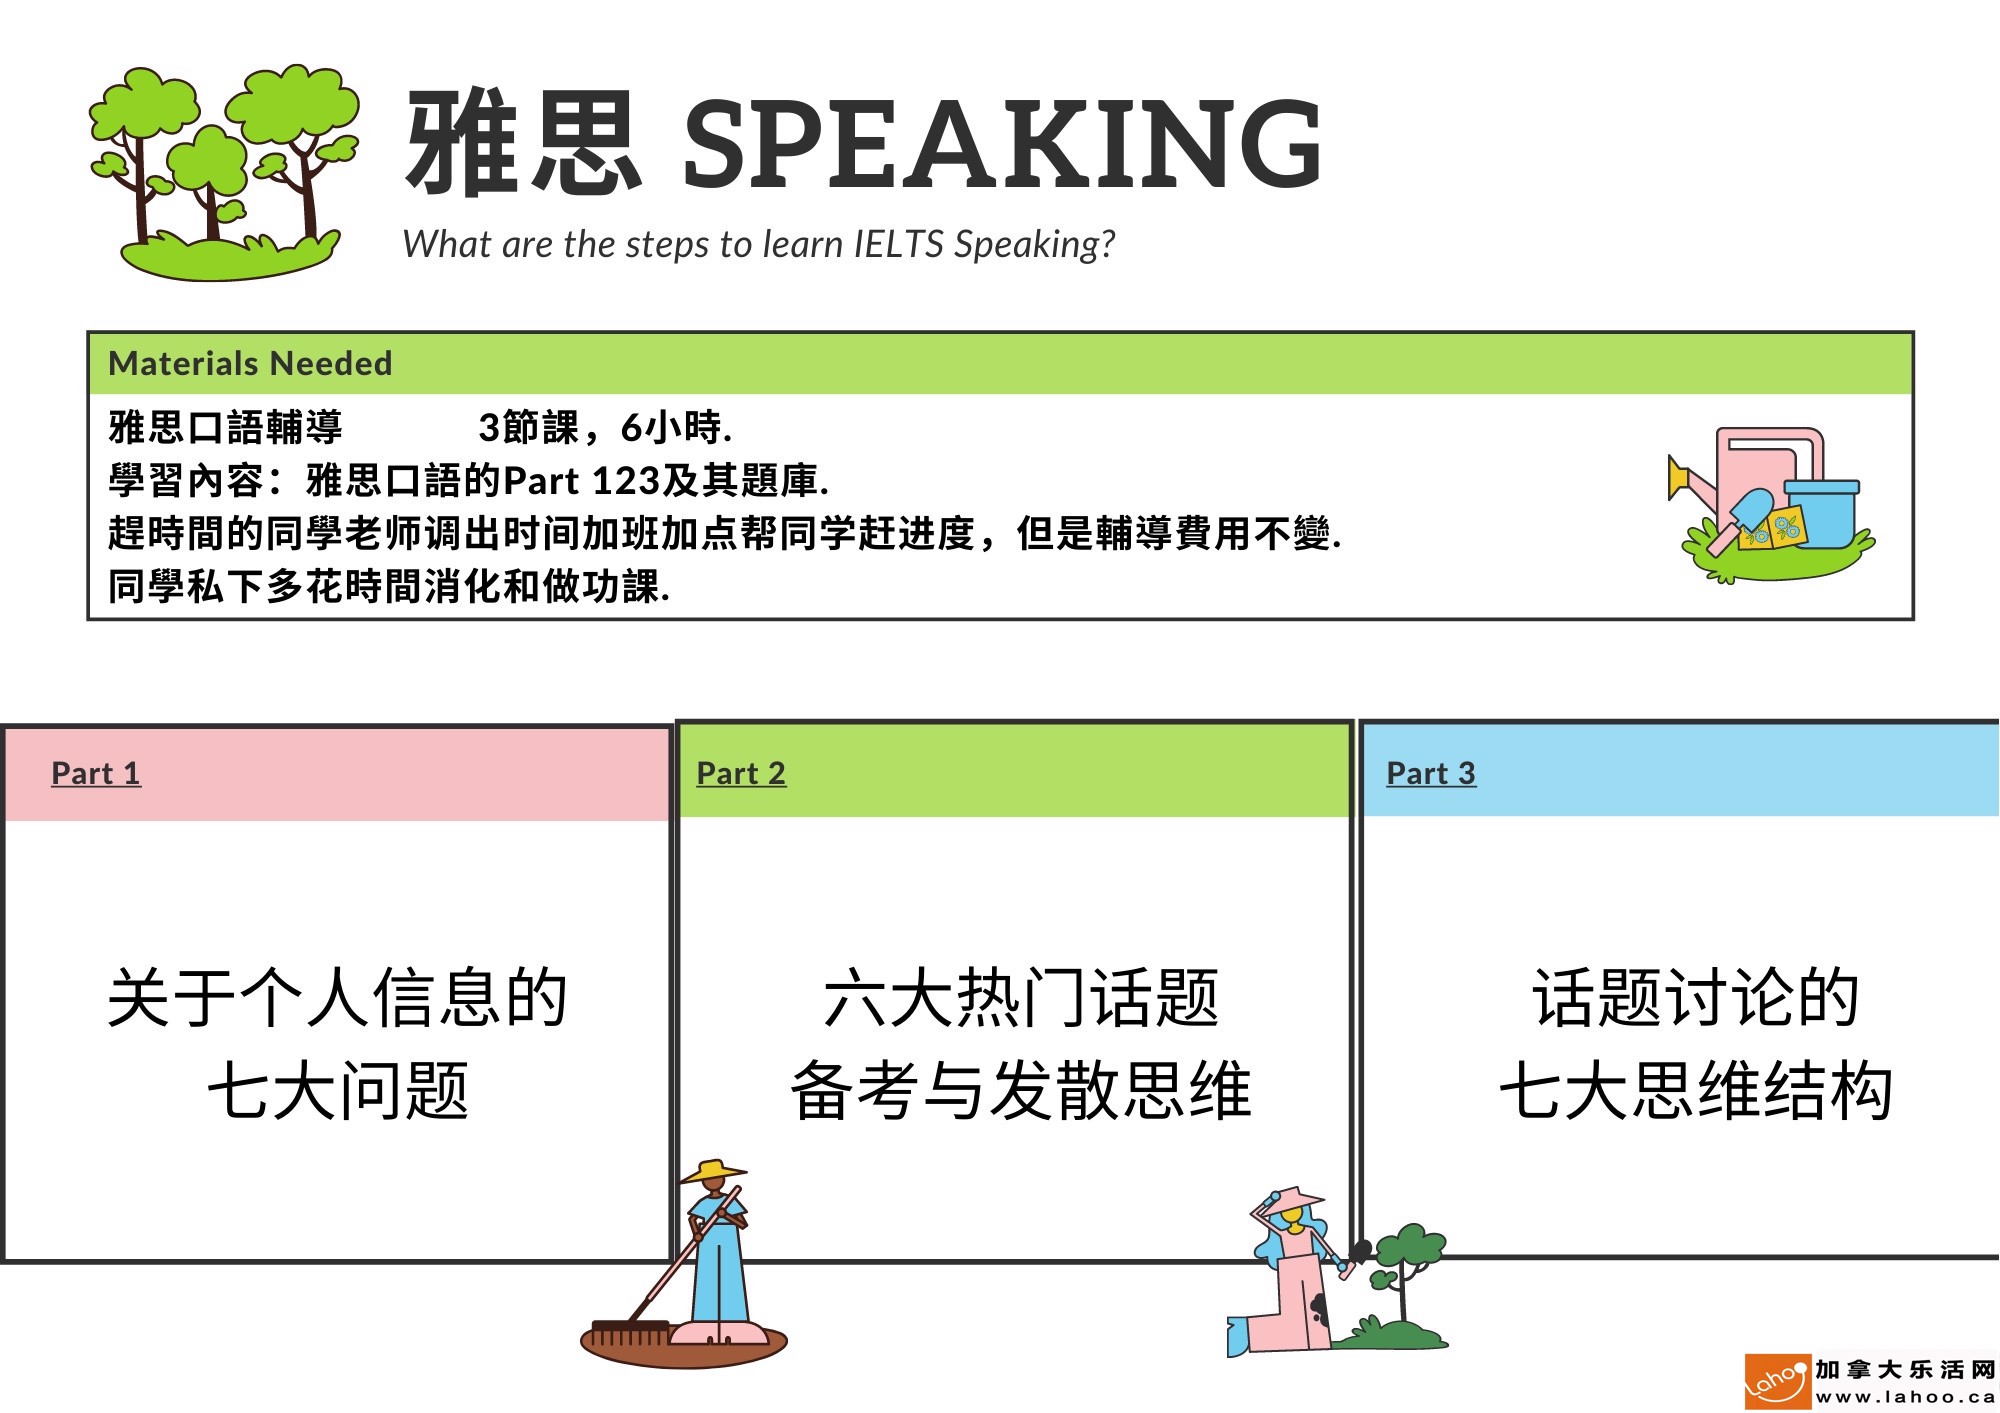 雅思 SPEAKING
What are the steps to learn IELTS Speaking?
Materials Needed
雅思口語輔導 3節課，6小時.
學習內容：雅思口語的Part 123及其題庫.
趕時間的同學老师调出时间加班加点帮同学赶进度，但是輔導費用不變.
同學私下多花時間消化和做功課.
Part 1
关于个人信息的
七大问题
Part 2
六大热门话题
备考与发散思维
Part 3
话题讨论的
七大思维结构
Lahoo
加拿大乐活网
www.lahoo.ca